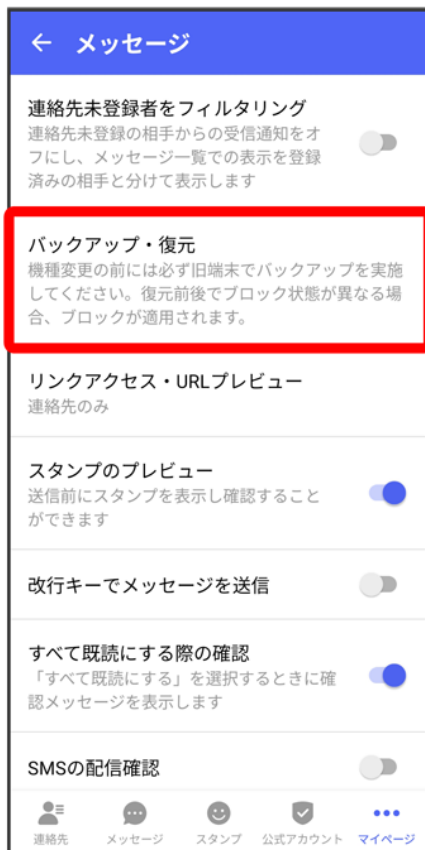 ← メッセージ
連絡先未登録者をフィルタリング
連絡先未登録の相手からの受信通知をオ
フにし、メッセージ一覧での表示を登録
済みの相手と分けて表示します
バックアップ・復元
機種変更の前には必ず旧端末でバックアップを実施
してください。復元前後でブロック状態が異なる場
合、ブロックが適用されます。
リンクアクセス・URLプレビュー
連絡先のみ
スタンプのプレビュー
送信前にスタンプを表示し確認すること
ができます
改行キーでメッセージを送信
すべて既読にする際の確認
「すべて既読にする」を選択するときに確
認メッセージを表示します
SMSの配信確認
連絡先 メッセージ スタンプ 公式アカウント マイページ